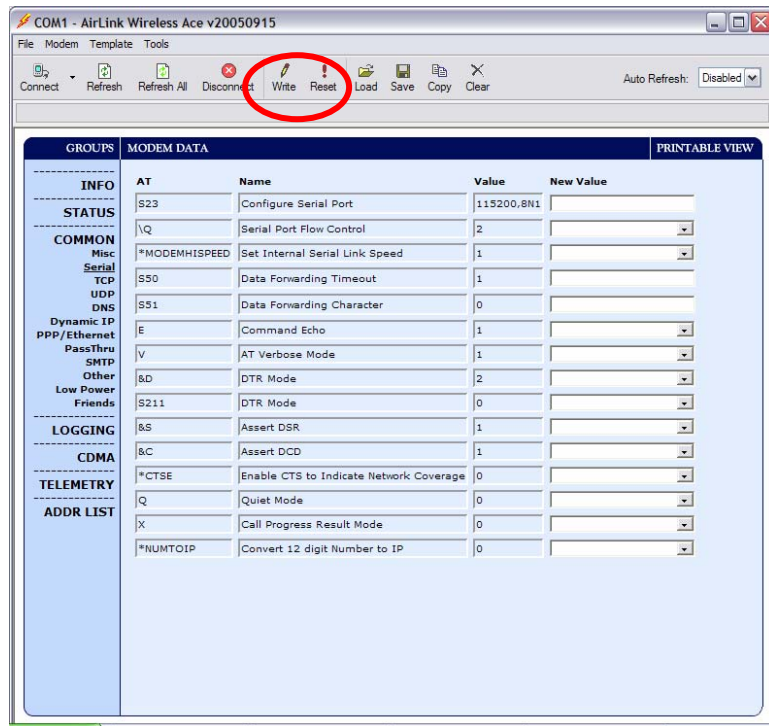 COM1 - AirLink Wireless Ace v20050915
File Modem Template Tools
Connect Refresh Refresh All Disconnect Write Reset Load Save Copy Clear Auto Refresh: Disabled
GROUPS MODEM DATA PRINTABLE VIEW
INFO
STATUS
COMMON
Misc
Serial
TCP
UDP
DNS
Dynamic IP
PPP/Ethernet
PassThru
SMTP
Other
Low Power
Friends
LOGGING
CDMA
TELEMETRY
ADDR LIST
AT Name Value New Value
S23 Configure Serial Port 115200,8N1
\Q Serial Port Flow Control 2
*MODEMHISPEED Set Internal Serial Link Speed 1
S50 Data Forwarding Timeout 1
S51 Data Forwarding Character 0
E Command Echo 1
V AT Verbose Mode 1
&D DTR Mode 2
S211 DTR Mode 0
&S Assert DSR 1
&C Assert DCD 1
*CTSE Enable CTS to Indicate Network Coverage 0
Q Quiet Mode 0
X Call Progress Result Mode 0
*NUMTOIP Convert 12 digit Number to IP 0